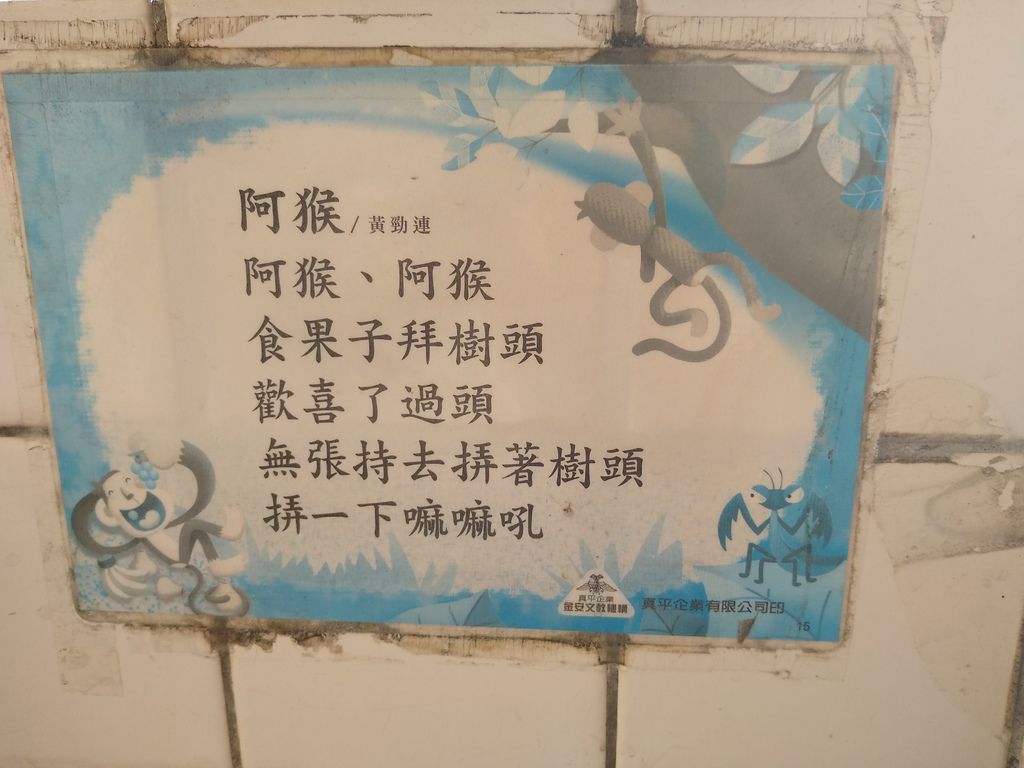 阿猴/黃勁連
阿猴、阿猴
食果子拜樹頭
歡喜了過頭
無張持去挵著樹頭
挵一下嘛嘛吼
真平企業
金安文教機構
真平企業有限公司印
15